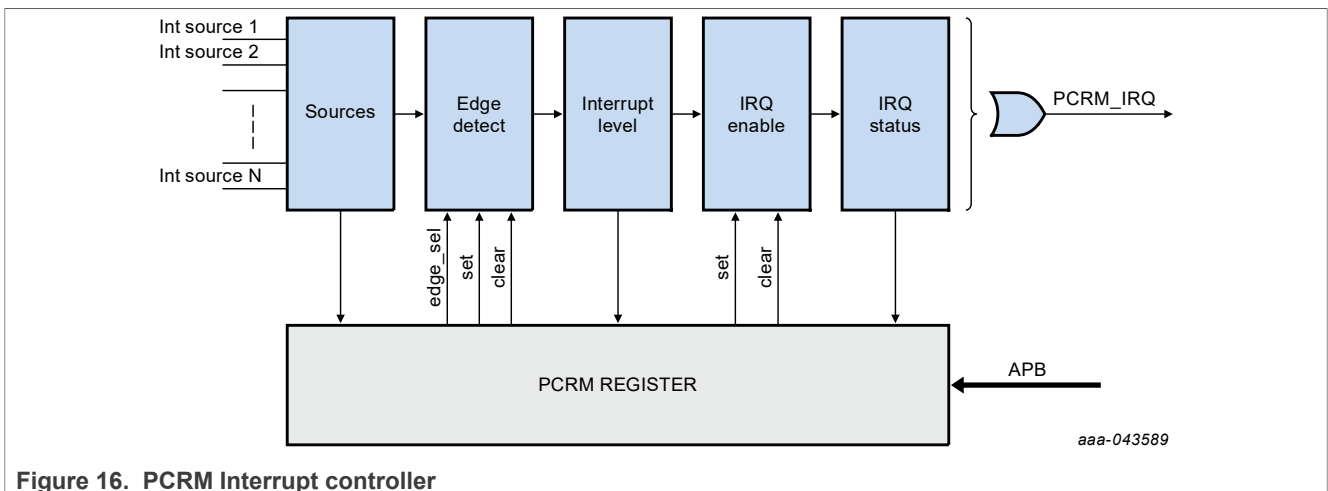 Int source 1
Int source 2
Int source N
Sources
Edge
detect
Interrupt
level
IRQ
enable
IRQ
status
PCRM_IRQ
edge_sel
set
clear
set
clear
PCRM REGISTER
APB
aaa-043589
Figure 16. PCRM Interrupt controller